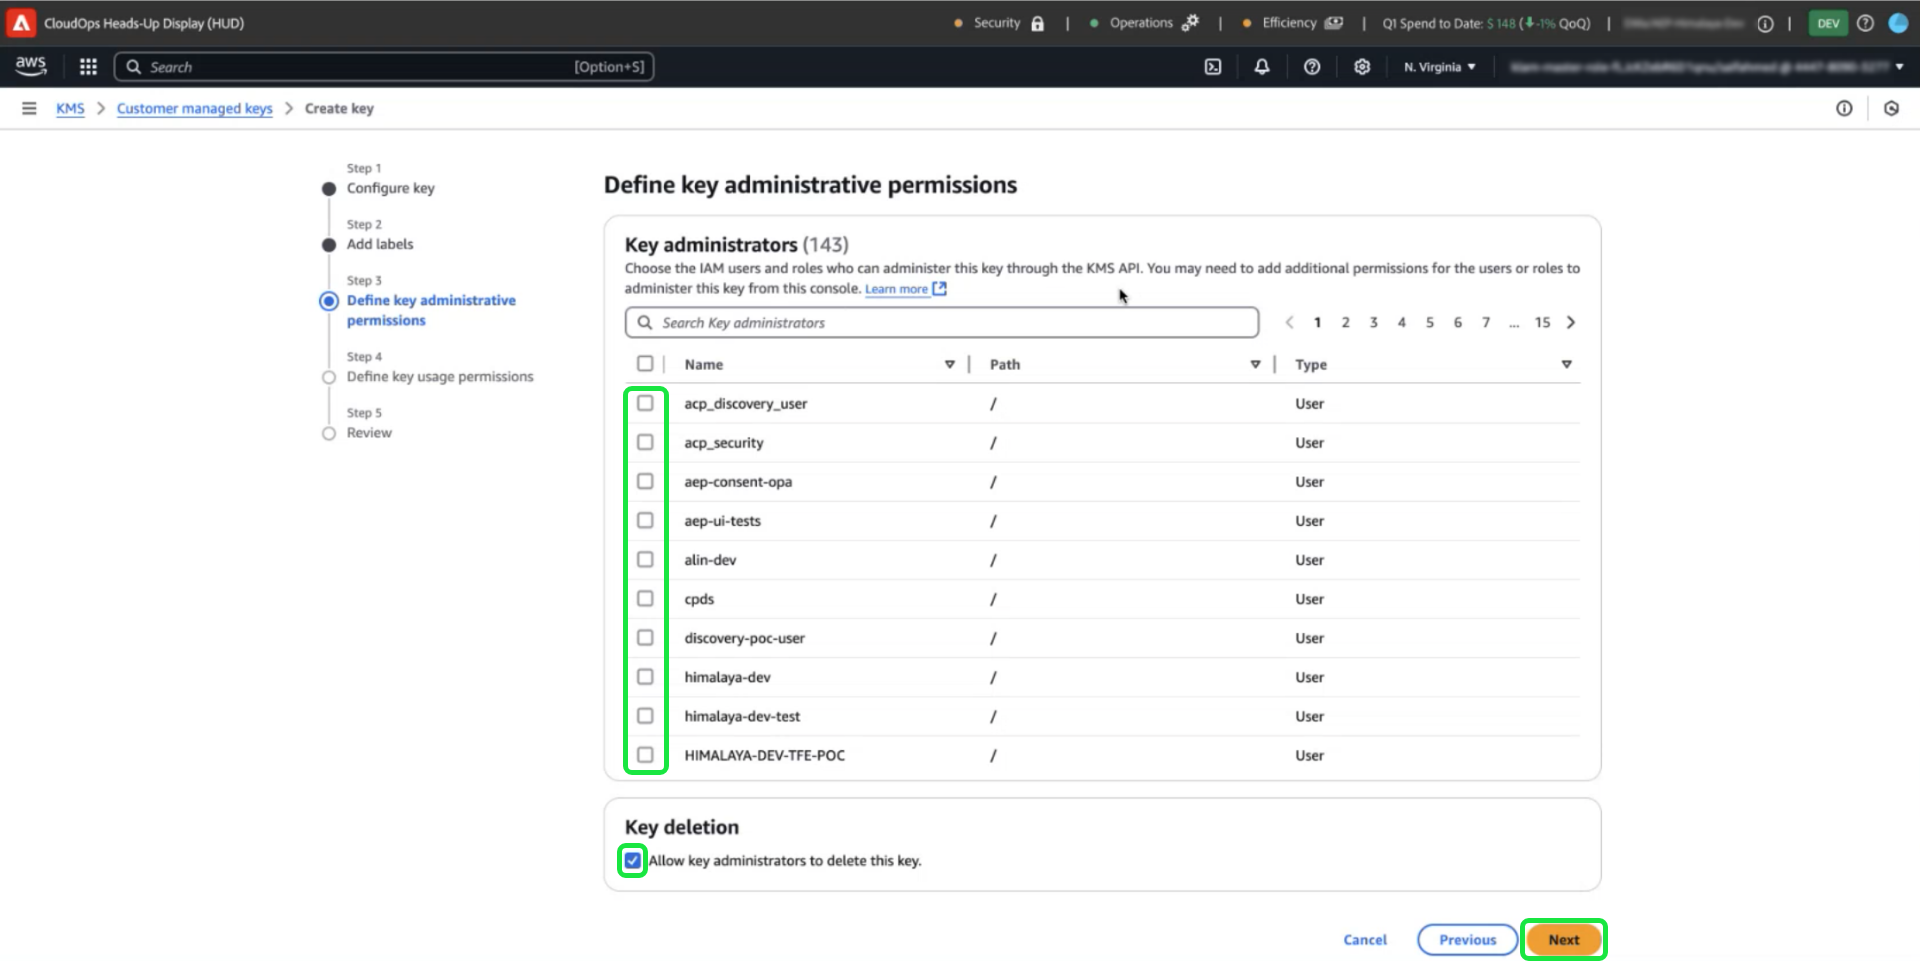 CloudOps Heads-Up Display (HUD)
Security | Operations | Efficiency | Q1 Spend to Date: $ 148 (-1% QoQ) | | DEV
aws Search [Option+S] N. Virginia
KMS Customer managed keys Create key
Step 1
Configure key
Step 2
Add labels
Step 3
Define key administrative
permissions
Step 4
Define key usage permissions
Step 5
Review
Define key administrative permissions
Key administrators (143)
Choose the IAM users and roles who can administer this key through the KMS API. You may need to add additional permissions for the users or roles to
administer this key from this console. Learn more
Search Key administrators
1 2 3 4 5 6 7 ... 15
Name | Path | Type
acp_discovery_user / User
acp_security / User
aep-consent-opa / User
aep-ui-tests / User
alin-dev / User
cpds / User
discovery-poc-user / User
himalaya-dev / User
himalaya-dev-test / User
HIMALAYA-DEV-TFE-POC / User
Key deletion
Allow key administrators to delete this key.
Cancel Previous Next